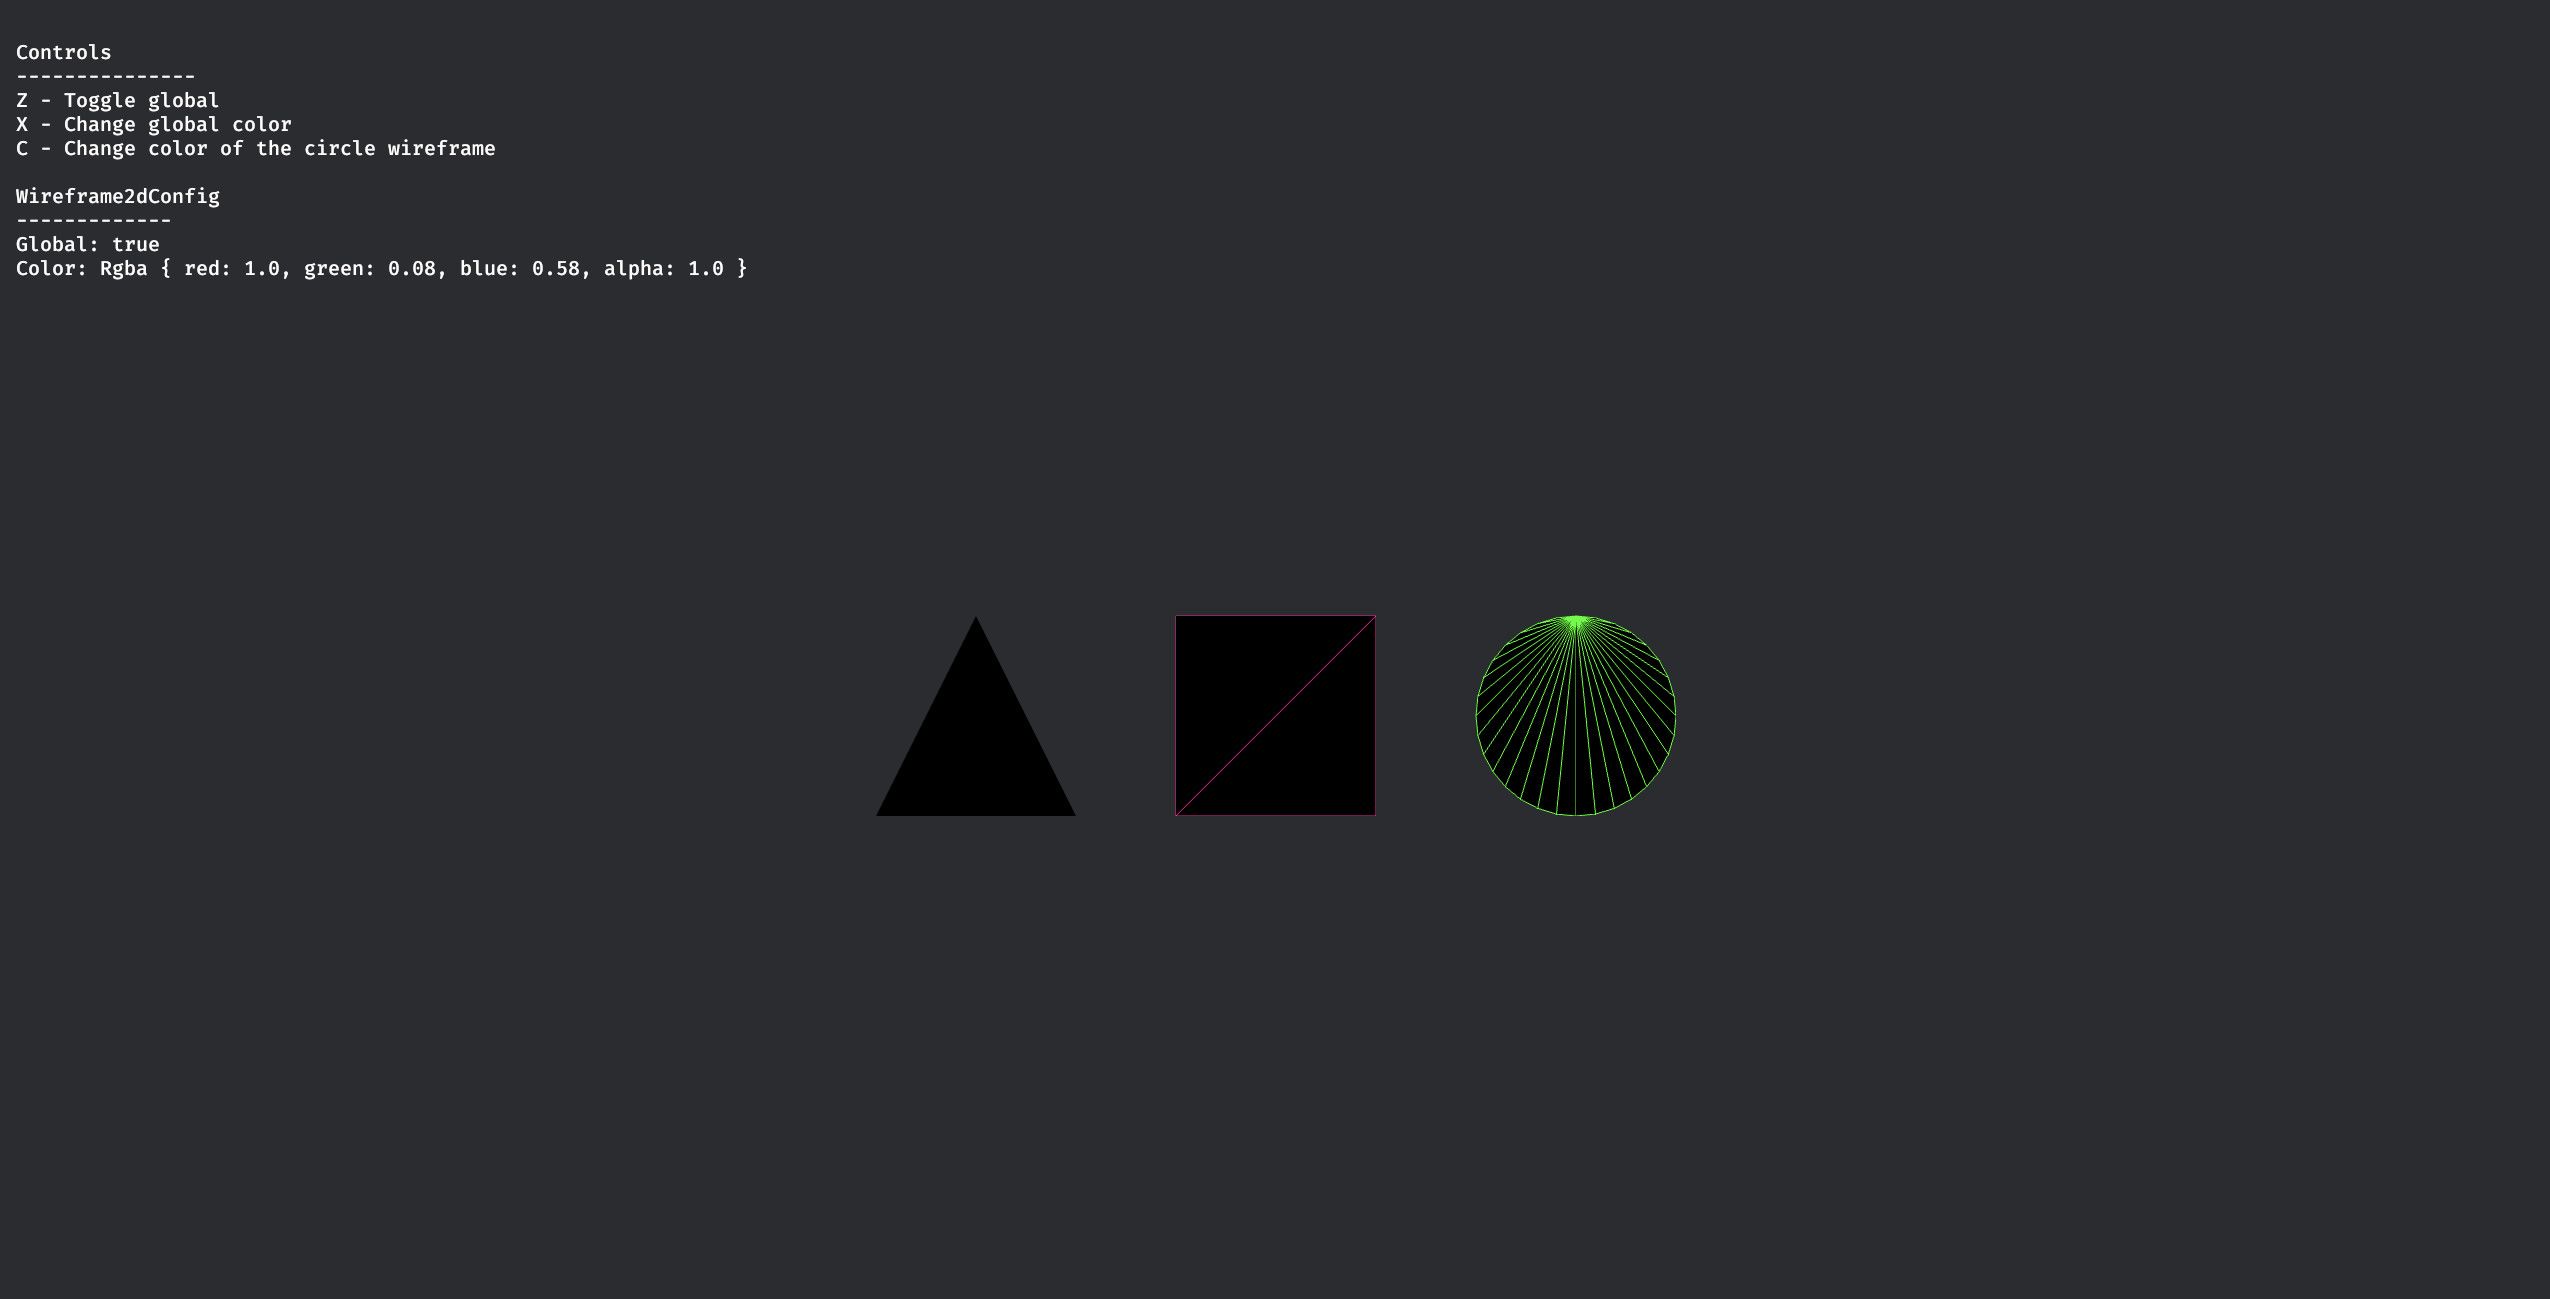 Controls
---------------
Z - Toggle global
X - Change global color
C - Change color of the circle wireframe
Wireframe2dConfig
-------------
Global: true
Color: Rgba { red: 1.0, green: 0.08, blue: 0.58, alpha: 1.0 }